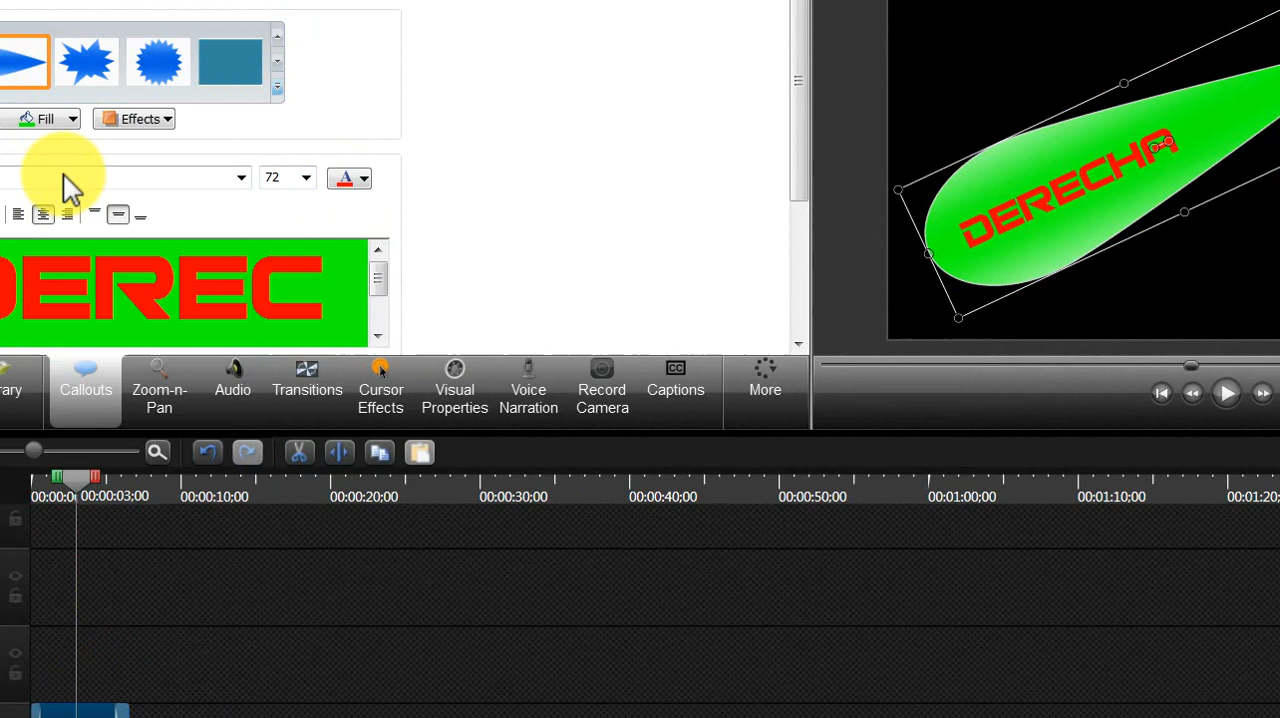 Fill
Effects
72
A
DEREC
DERECHA
rary
Callouts
Zoom-n-
Pan
Audio
Transitions
Cursor
Effects
Visual
Properties
Voice
Narration
Record
Camera
CC
Captions
More
00:00:0
00:00:03;00
00:00:10;00
00:00:20;00
00:00:30;00
00:00:40;00
00:00:50;00
00:01:00;00
00:01:10;00
00:01:20;